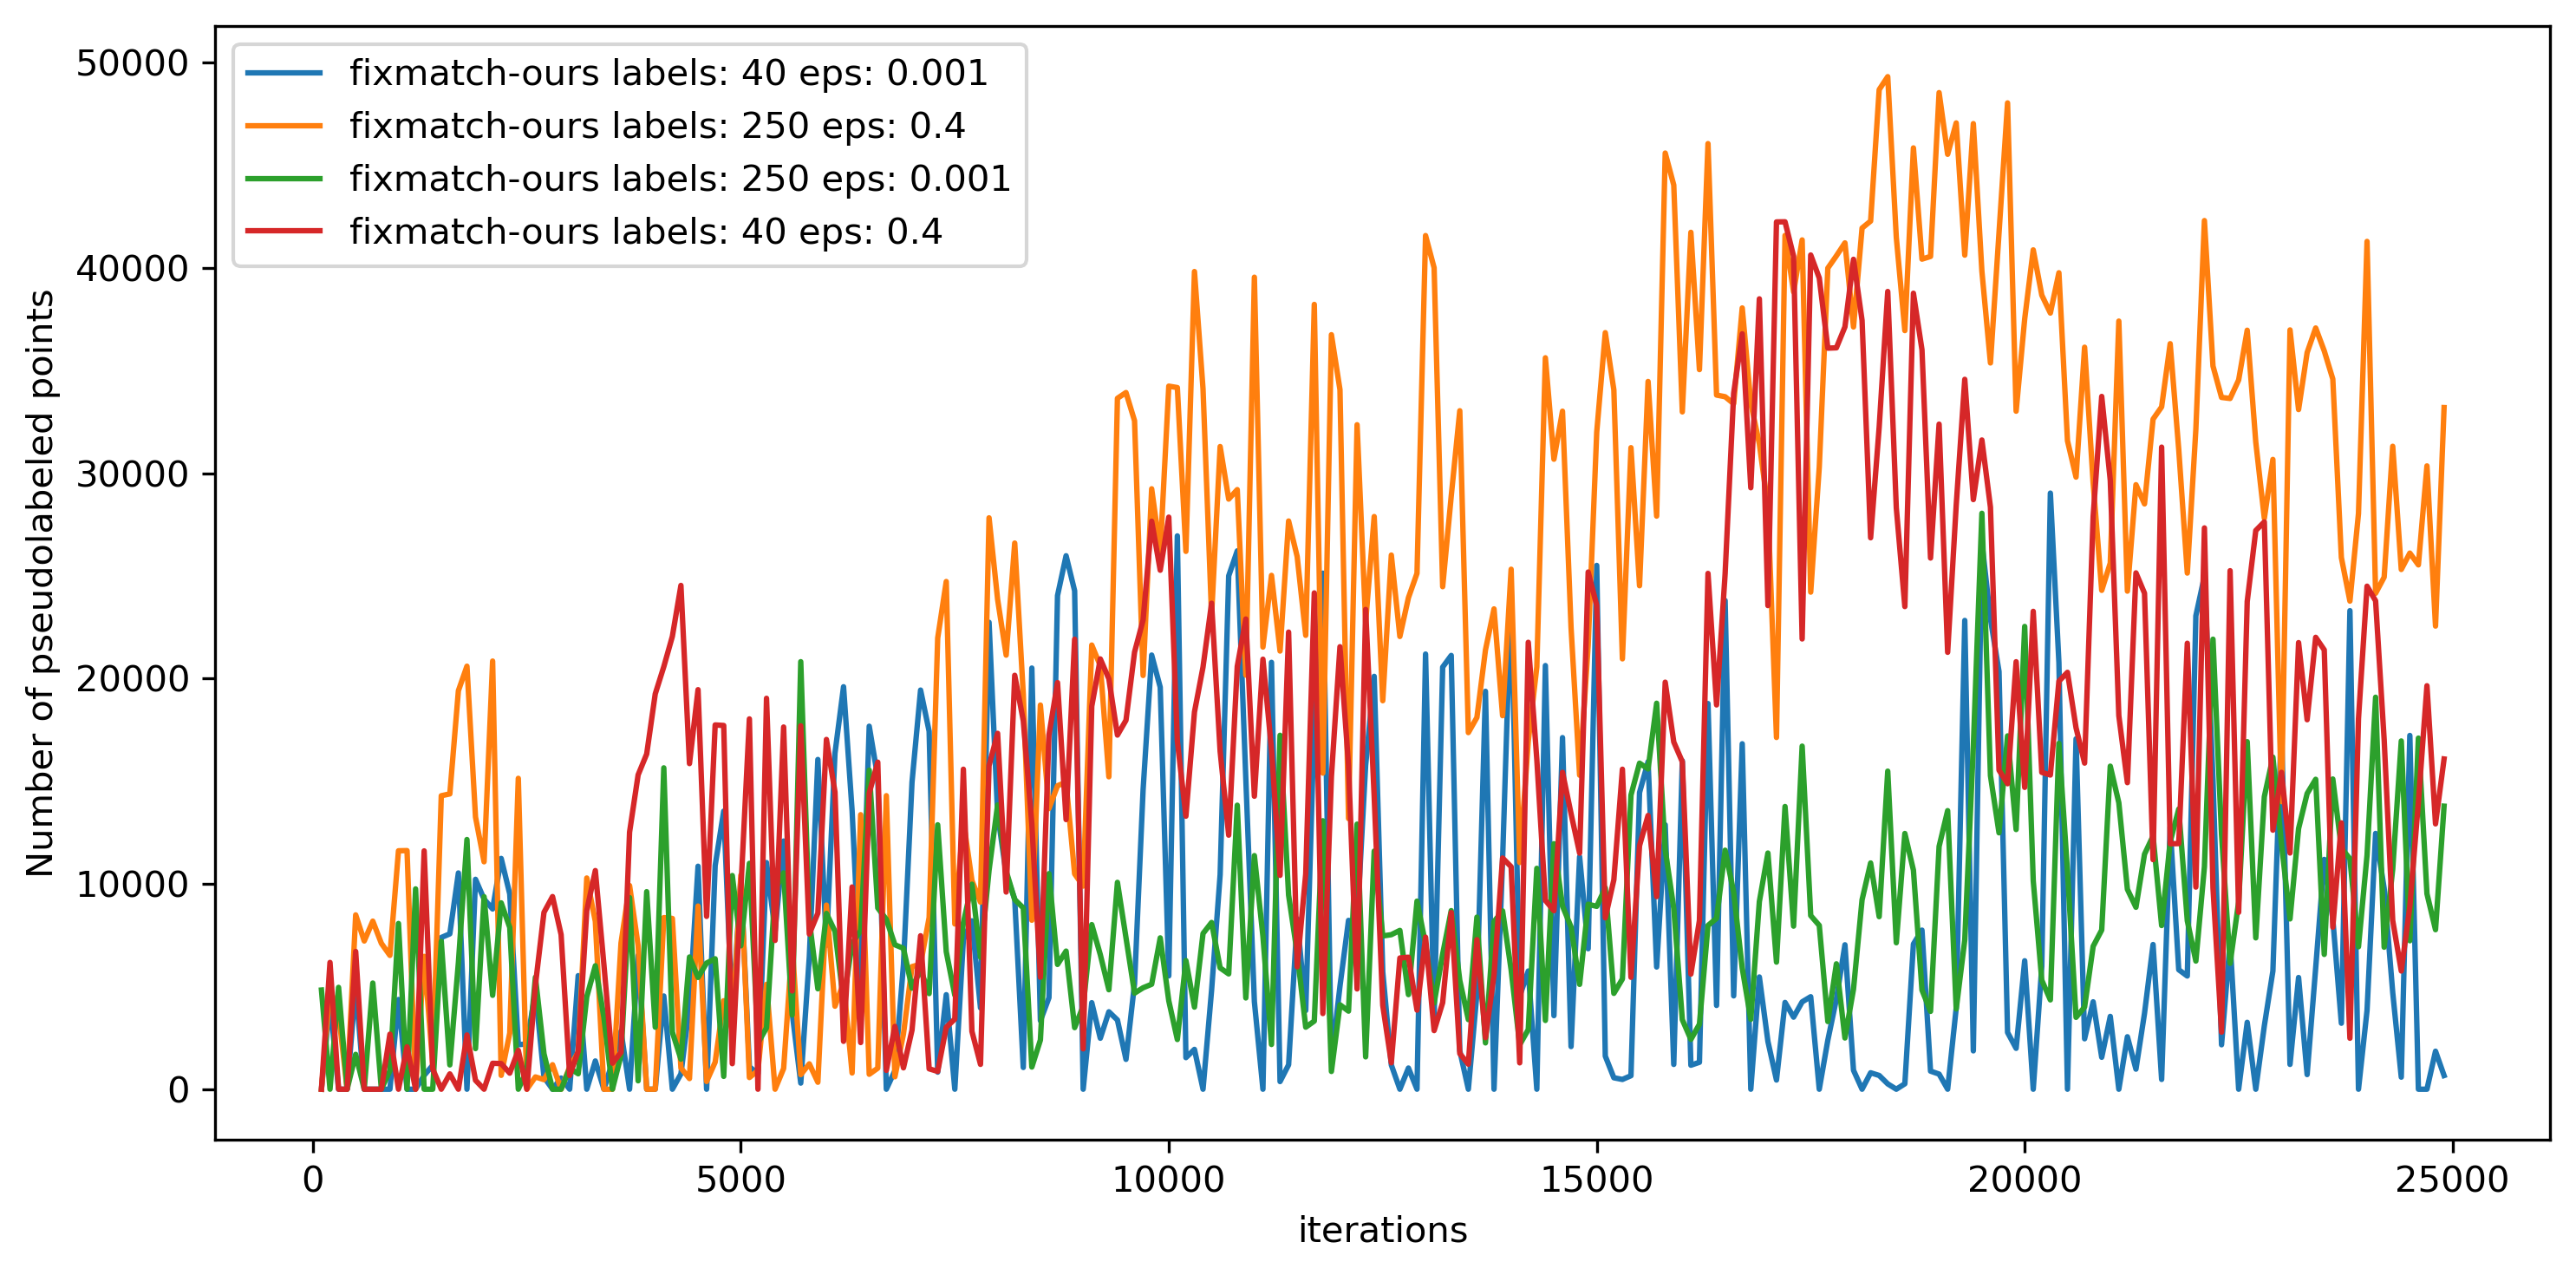 fixmatch-ours labels: 40 eps: 0.001
fixmatch-ours labels: 250 eps: 0.4
fixmatch-ours labels: 250 eps: 0.001
fixmatch-ours labels: 40 eps: 0.4
Number of pseudolabeled points
50000
40000
30000
20000
10000
0
0 5000 10000 15000 20000 25000
iterations